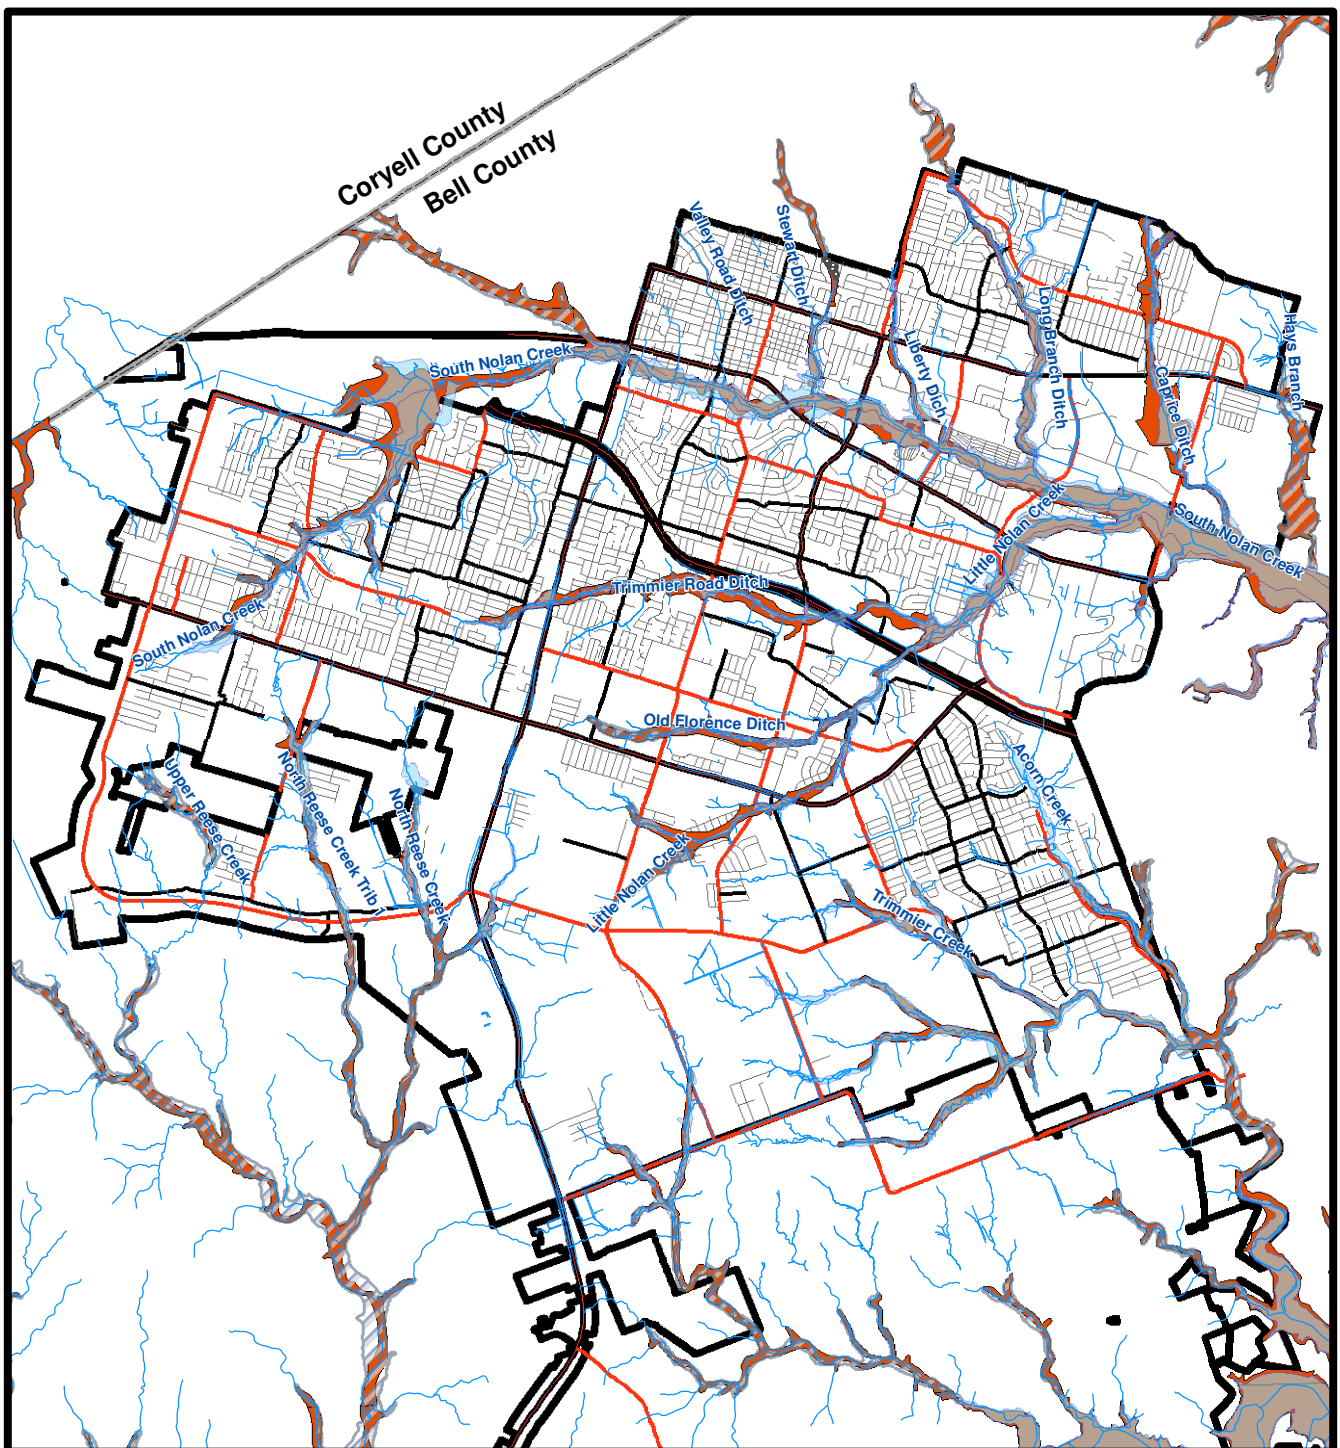 Coryell County
Bell County
Valley Road Ditch
Stewart Ditch
Liberty Dich
Long Branch Ditch
Caprice Ditch
Hays Branch
South Nolan Creek
Little Nolan Creek
South Nolan Creek
Trimmier Road Ditch
South Nolan Creek
Old Florence Ditch
Upper Reese Creek
North Reese Creek Trib
North Reese Creek
Little Nolan Creek
Acorn Creek
Trimmier Creek